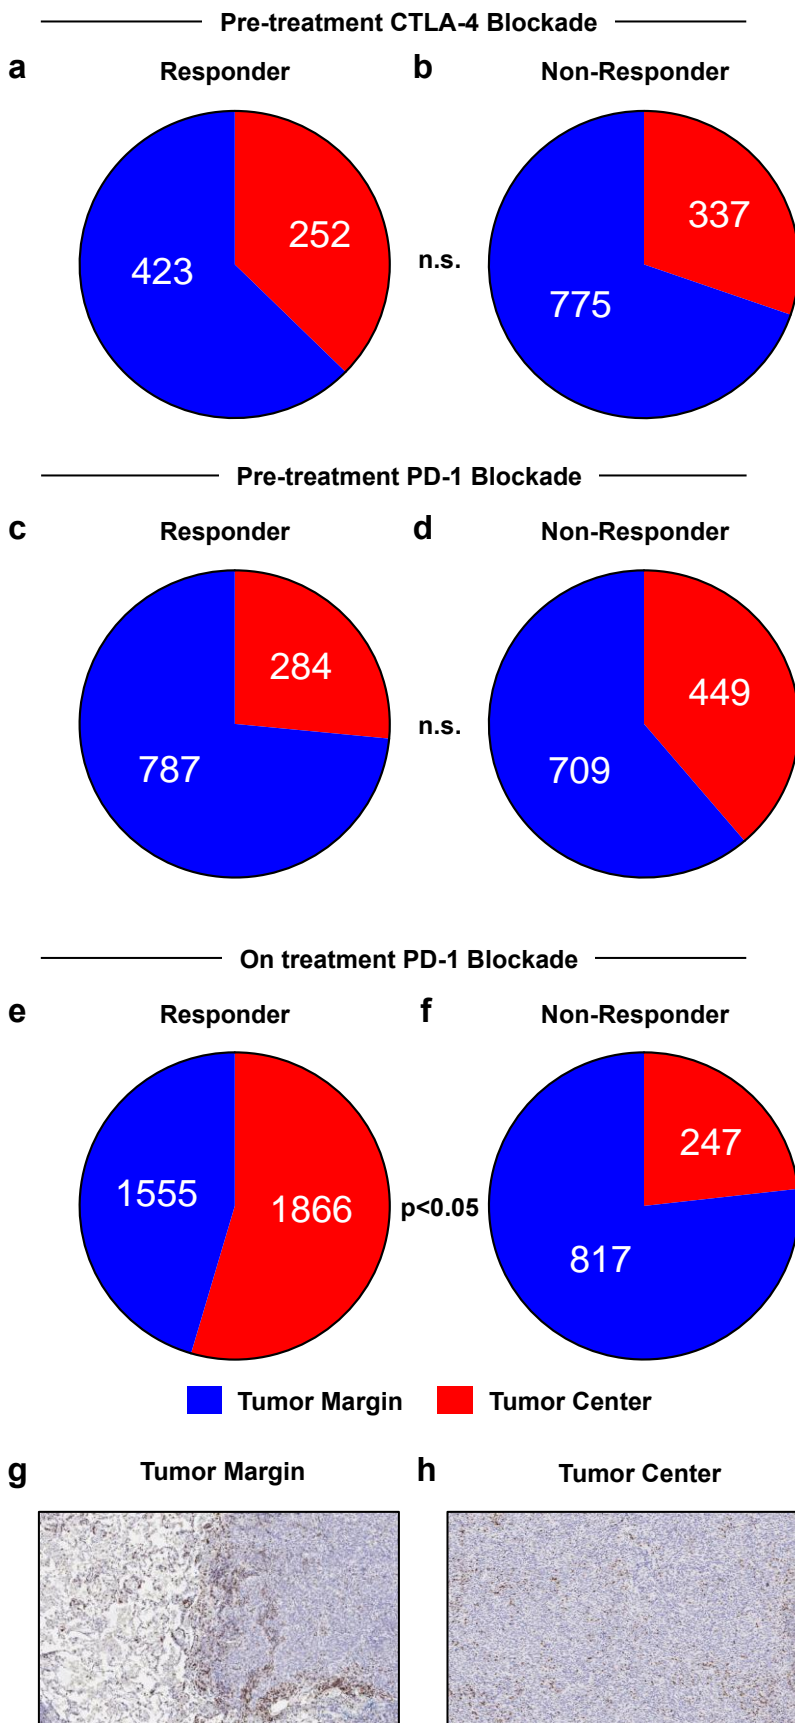 Pre-treatment CTLA-4 Blockade
a Responder b Non-Responder
423 252 n.s. 775 337
Pre-treatment PD-1 Blockade
c Responder d Non-Responder
787 284 n.s. 709 449
On treatment PD-1 Blockade
e Responder f Non-Responder
1555 1866 p<0.05 817 247
Tumor Margin Tumor Center
g Tumor Margin h Tumor Center